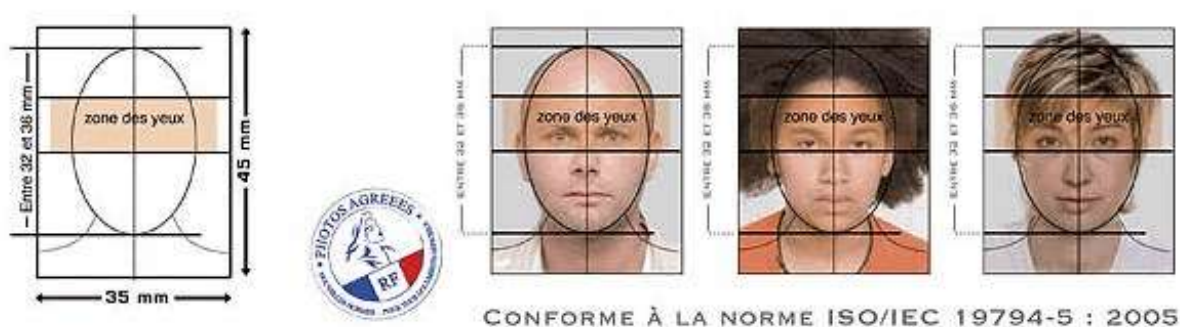 zone des yeux
Entre 32 et 36 mm
45 mm
35 mm
PHOTOS AGRÉÉES
RF
ENTRE 32 ET 36 MM
zone des yeux
ENTRE 32 ET 36 MM
zone des yeux
ENTRE 32 ET 36 MM
zone des yeux
CONFORME À LA NORME ISO/IEC 19794-5 : 2005